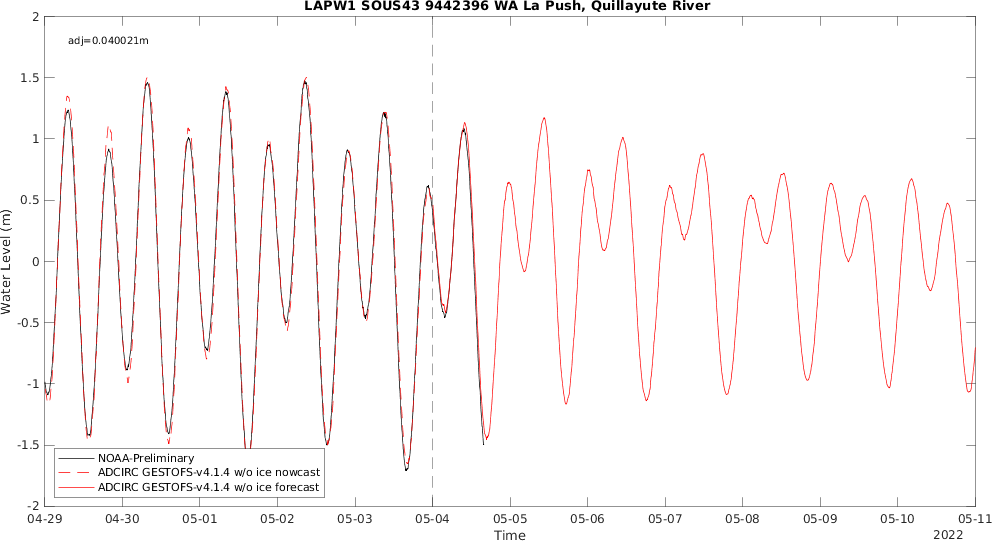 LAPW1 SOUS43 9442396 WA La Push, Quillayute River
adj=0.040021m
Water Level (m)
2
1.5
1
0.5
0
-0.5
-1
-1.5
-2
NOAA-Preliminary
ADCIRC GESTOFS-v4.1.4 w/o ice nowcast
ADCIRC GESTOFS-v4.1.4 w/o ice forecast
04-29 04-30 05-01 05-02 05-03 05-04 05-05 05-06 05-07 05-08 05-09 05-10 05-11
Time
2022